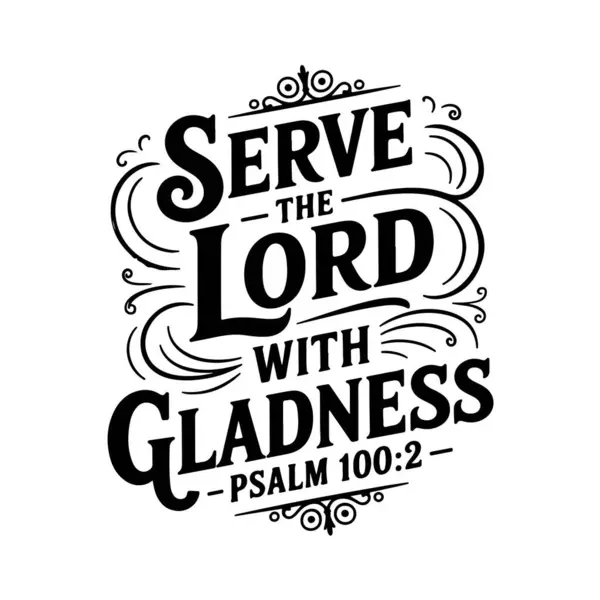 SERVE
– THE –
LORD
WITH
GLADNESS
– PSALM 100:2 –